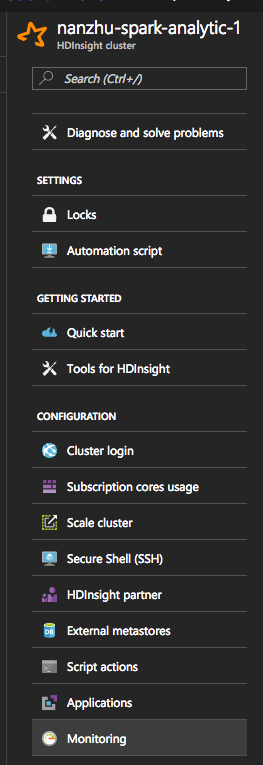 nanzhu-spark-analytic-1
HDInsight cluster
Search (Ctrl+/)
Diagnose and solve problems
SETTINGS
Locks
Automation script
GETTING STARTED
Quick start
Tools for HDInsight
CONFIGURATION
Cluster login
Subscription cores usage
Scale cluster
Secure Shell (SSH)
HDInsight partner
External metastores
Script actions
Applications
Monitoring